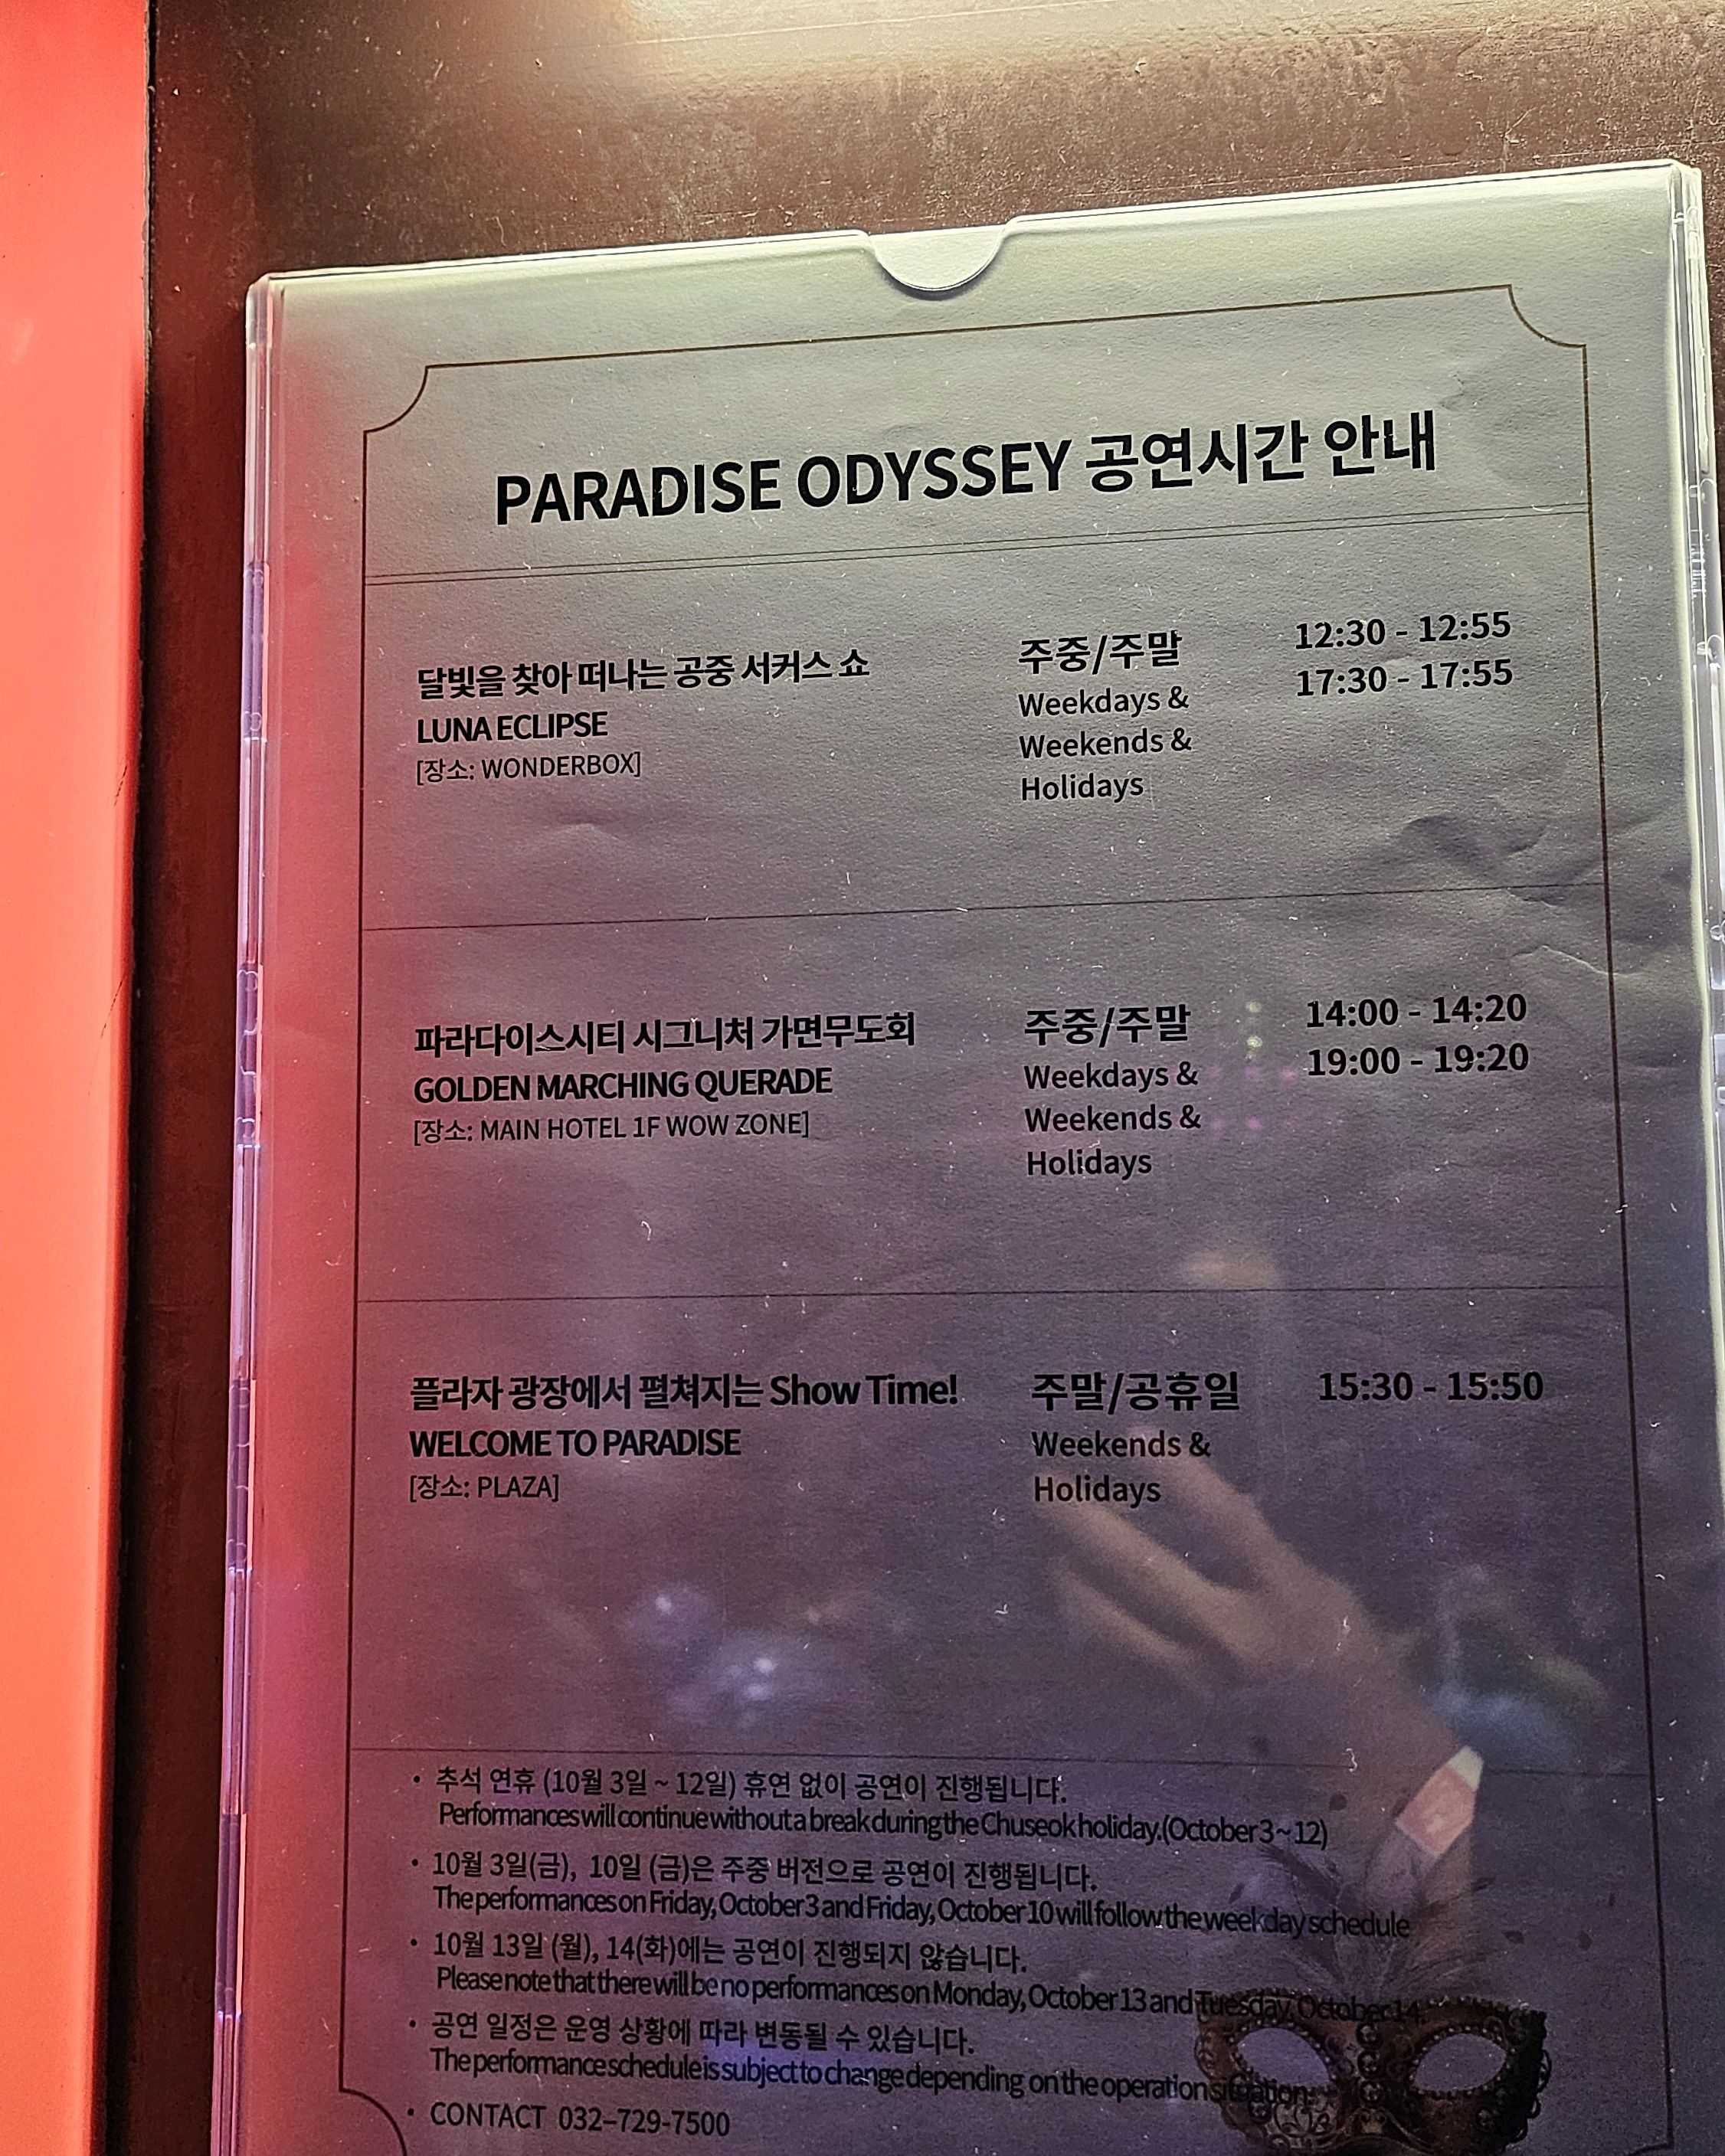 PARADISE ODYSSEY 공연시간 안내
달빛을 찾아 떠나는 공중 서커스 쇼
LUNA ECLIPSE
[장소: WONDERBOX]
주중/주말
Weekdays &
Weekends &
Holidays
12:30 - 12:55
17:30 - 17:55
파라다이스시티 시그니처 가면무도회
GOLDEN MARCHING QUERADE
[장소: MAIN HOTEL 1F WOW ZONE]
주중/주말
Weekdays &
Weekends &
Holidays
14:00 - 14:20
19:00 - 19:20
플라자 광장에서 펼쳐지는 Show Time!
WELCOME TO PARADISE
[장소: PLAZA]
주말/공휴일
Weekends &
Holidays
15:30 - 15:50
• 추석 연휴 (10월 3일 ~ 12일) 휴연 없이 공연이 진행됩니다.
Performances will continue without a break during the Chuseok holiday.(October 3 ~ 12)
• 10월 3일(금), 10일 (금)은 주중 버전으로 공연이 진행됩니다.
The performances on Friday, October 3 and Friday, October 10 will follow the weekday schedule
• 10월 13일 (월), 14(화)에는 공연이 진행되지 않습니다.
Please note that there will be no performances on Monday, October 13 and Tuesday, October 14.
• 공연 일정은 운영 상황에 따라 변동될 수 있습니다.
The performance schedule is subject to change depending on the operation situation.
• CONTACT 032-729-7500